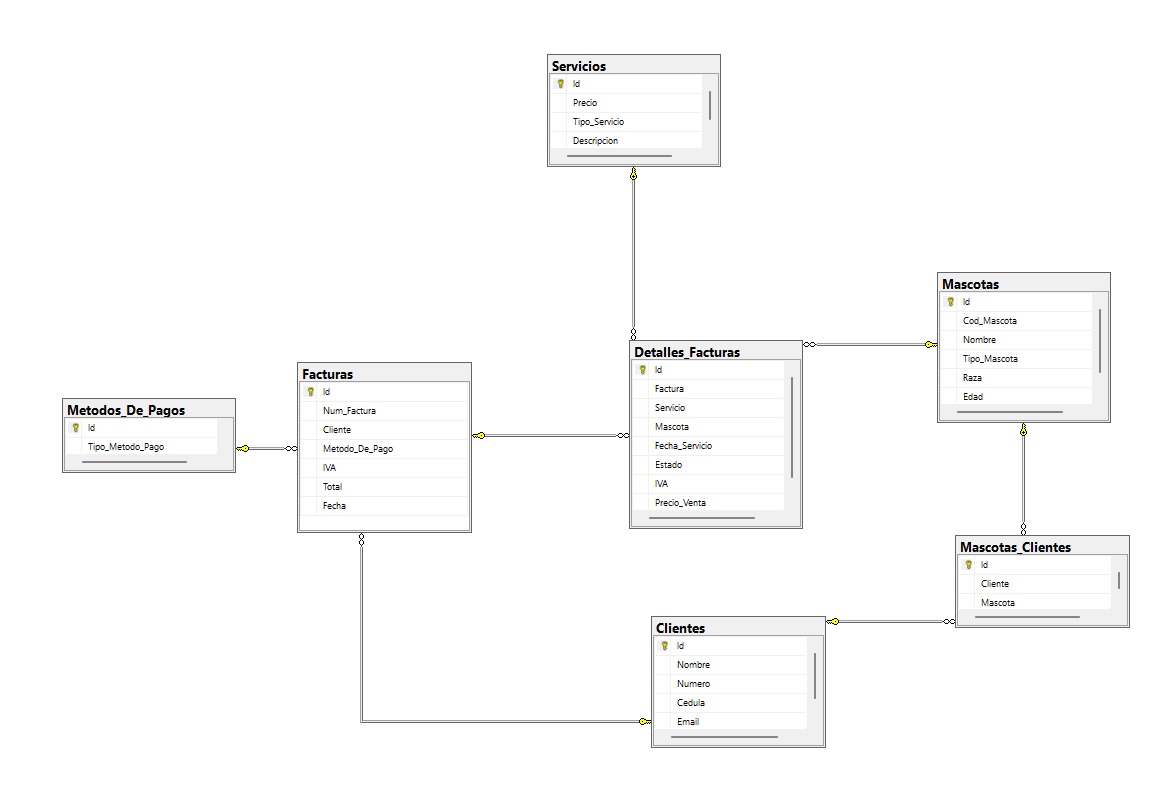 Servicios
Id
Precio
Tipo_Servicio
Descripcion
Mascotas
Id
Cod_Mascota
Nombre
Tipo_Mascota
Raza
Edad
Detalles_Facturas
Id
Factura
Servicio
Mascota
Fecha_Servicio
Estado
IVA
Precio_Venta
Facturas
Id
Num_Factura
Cliente
Metodo_De_Pago
IVA
Total
Fecha
Metodos_De_Pagos
Id
Tipo_Metodo_Pago
Mascotas_Clientes
Id
Cliente
Mascota
Clientes
Id
Nombre
Numero
Cedula
Email